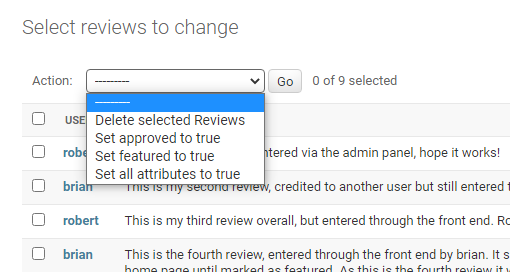 Select reviews to change
Action: --------- Go 0 of 9 selected
---------
Delete selected Reviews
Set approved to true
Set featured to true
Set all attributes to true
USE
robe ntered via the admin panel, hope it works!
brian This is my second review, credited to another user but still entered t
robert This is my third review overall, but entered through the front end. Ro
brian This is the fourth review, entered through the front end by brian. It s
home page until marked as featured. As this is the fourth review it w